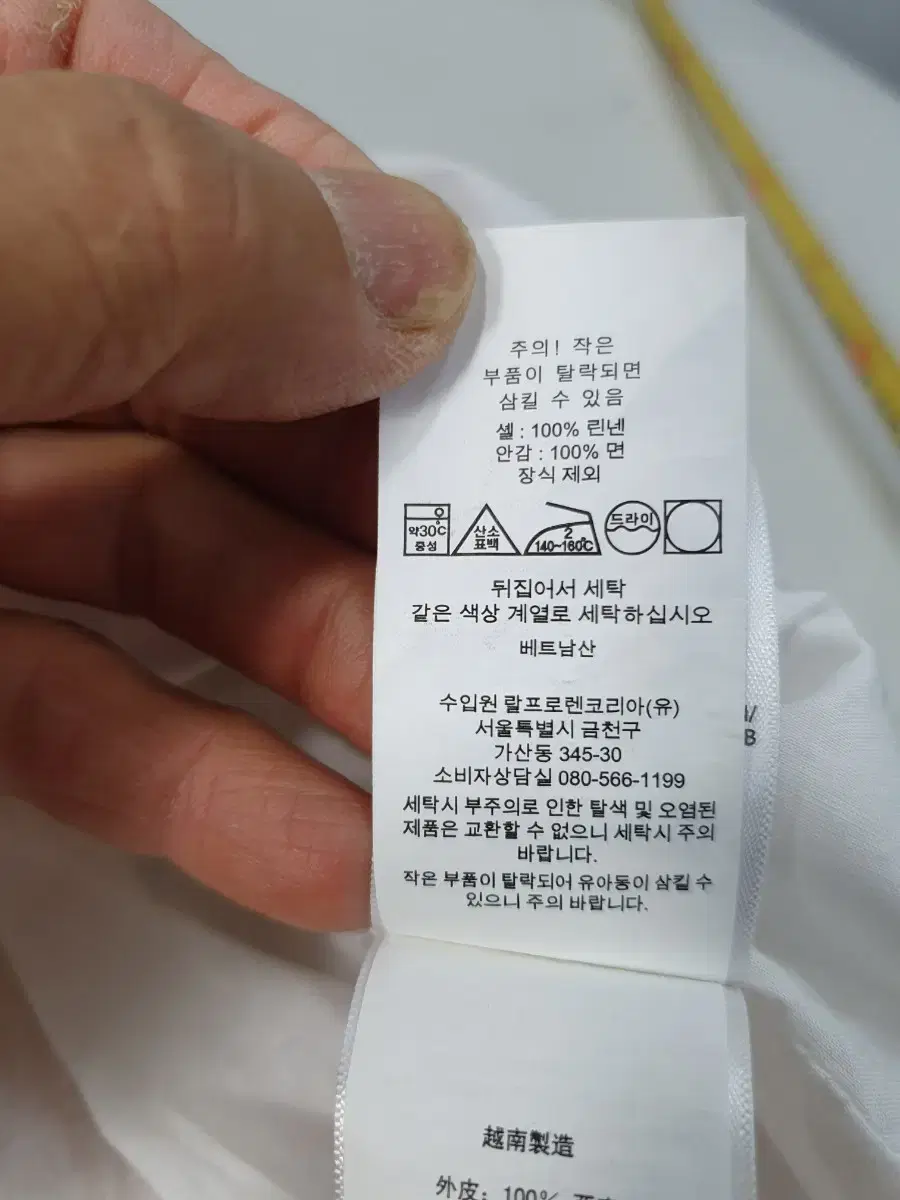 주의! 작은
부품이 탈락되면
삼킬 수 있음
셸 : 100% 린넨
안감 : 100% 면
장식 제외
약30℃
중성
산소
표백
2
140~160℃
드라이
뒤집어서 세탁
같은 색상 계열로 세탁하십시오
베트남산
수입원 랄프로렌코리아(유)
서울특별시 금천구
가산동 345-30
소비자상담실 080-566-1199
세탁시 부주의로 인한 탈색 및 오염된
제품은 교환할 수 없으니 세탁시 주의
바랍니다.
작은 부품이 탈락되어 유아동이 삼킬 수
있으니 주의 바랍니다.
/
B
越南製造
外皮: 100%